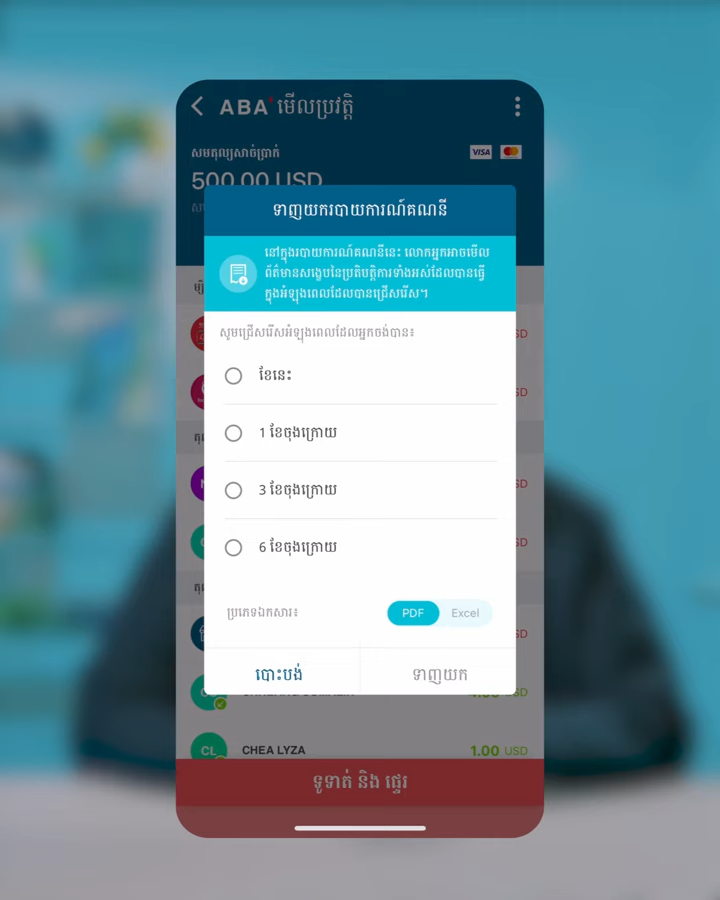 ABA' មើលប្រវត្តិ
សមតុល្យសាច់ប្រាក់
VISA
500.00 USD
ទាញយករបាយការណ៍គណនី
នៅក្នុងរបាយការណ៍គណនីនេះ លោកអ្នកអាចមើល
ព័ត៌មានសង្ខេបនៃប្រតិបត្តិការទាំងអស់ដែលបានធ្វើ
ក្នុងអំឡុងពេលដែលបានជ្រើសរើស។
សូមជ្រើសរើសអំឡុងពេលដែលអ្នកចង់បាន៖
ខែនេះ
1 ខែចុងក្រោយ
3 ខែចុងក្រោយ
6 ខែចុងក្រោយ
ប្រភេទឯកសារ៖
PDF
Excel
បោះបង់
ទាញយក
USD
CL
CHEA LYZA
1.00 USD
ទូទាត់ និង ផ្ទេរ